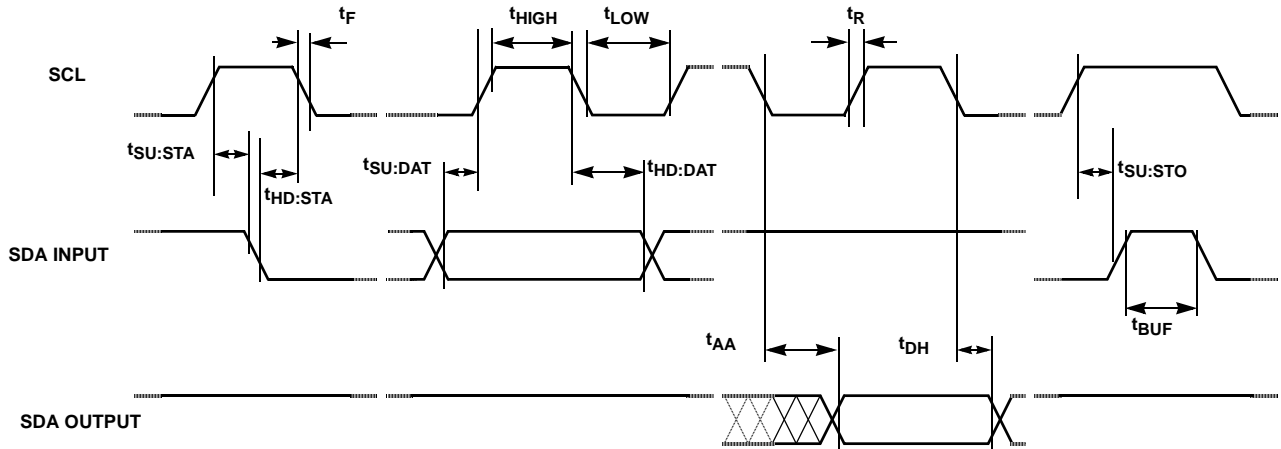 tF
tHIGH
tLOW
tR
SCL
tSU:STA
tHD:STA
tSU:DAT
tHD:DAT
tSU:STO
SDA INPUT
tBUF
tAA
tDH
SDA OUTPUT